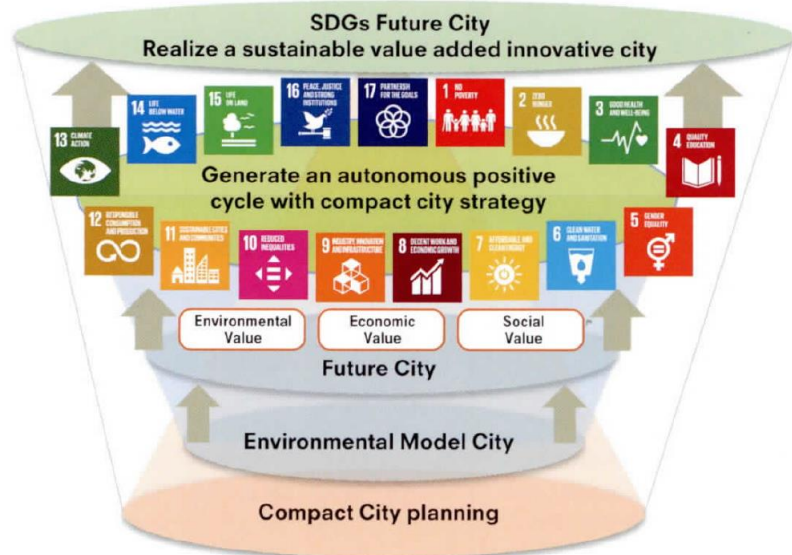 SDGs Future City
Realize a sustainable value added innovative city
13 CLIMATE
ACTION
14 LIFE
BELOW WATER
15 LIFE
ON LAND
16 PEACE, JUSTICE
AND STRONG
INSTITUTIONS
17 PARTNERSHIP
FOR THE GOALS
1 NO
POVERTY
2 ZERO
HUNGER
3 GOOD HEALTH
AND WELL-BEING
4 QUALITY
EDUCATION
Generate an autonomous positive
cycle with compact city strategy
12 RESPONSIBLE
CONSUMPTION
AND PRODUCTION
11 SUSTAINABLE CITIES
AND COMMUNITIES
10 REDUCED
INEQUALITIES
9 INDUSTRY, INNOVATION
AND INFRASTRUCTURE
8 DECENT WORK AND
ECONOMIC GROWTH
7 AFFORDABLE AND
CLEAN ENERGY
6 CLEAN WATER
AND SANITATION
5 GENDER
EQUALITY
Environmental
Value
Economic
Value
Social
Value
Future City
Environmental Model City
Compact City planning